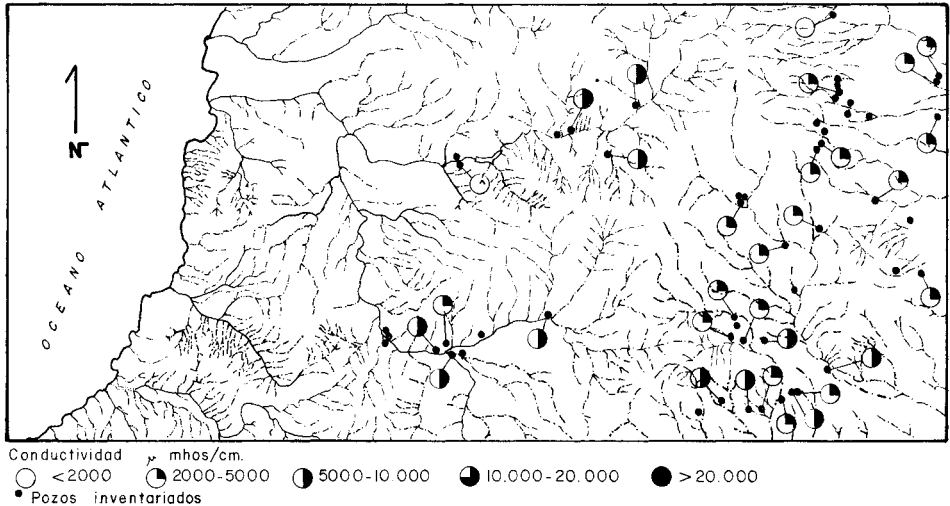 N
OCEANO ATLANTICO
Conductividad μ mhos/cm.
<2000 2000-5000 5000-10.000 10.000-20.000 >20.000
Pozos inventariados